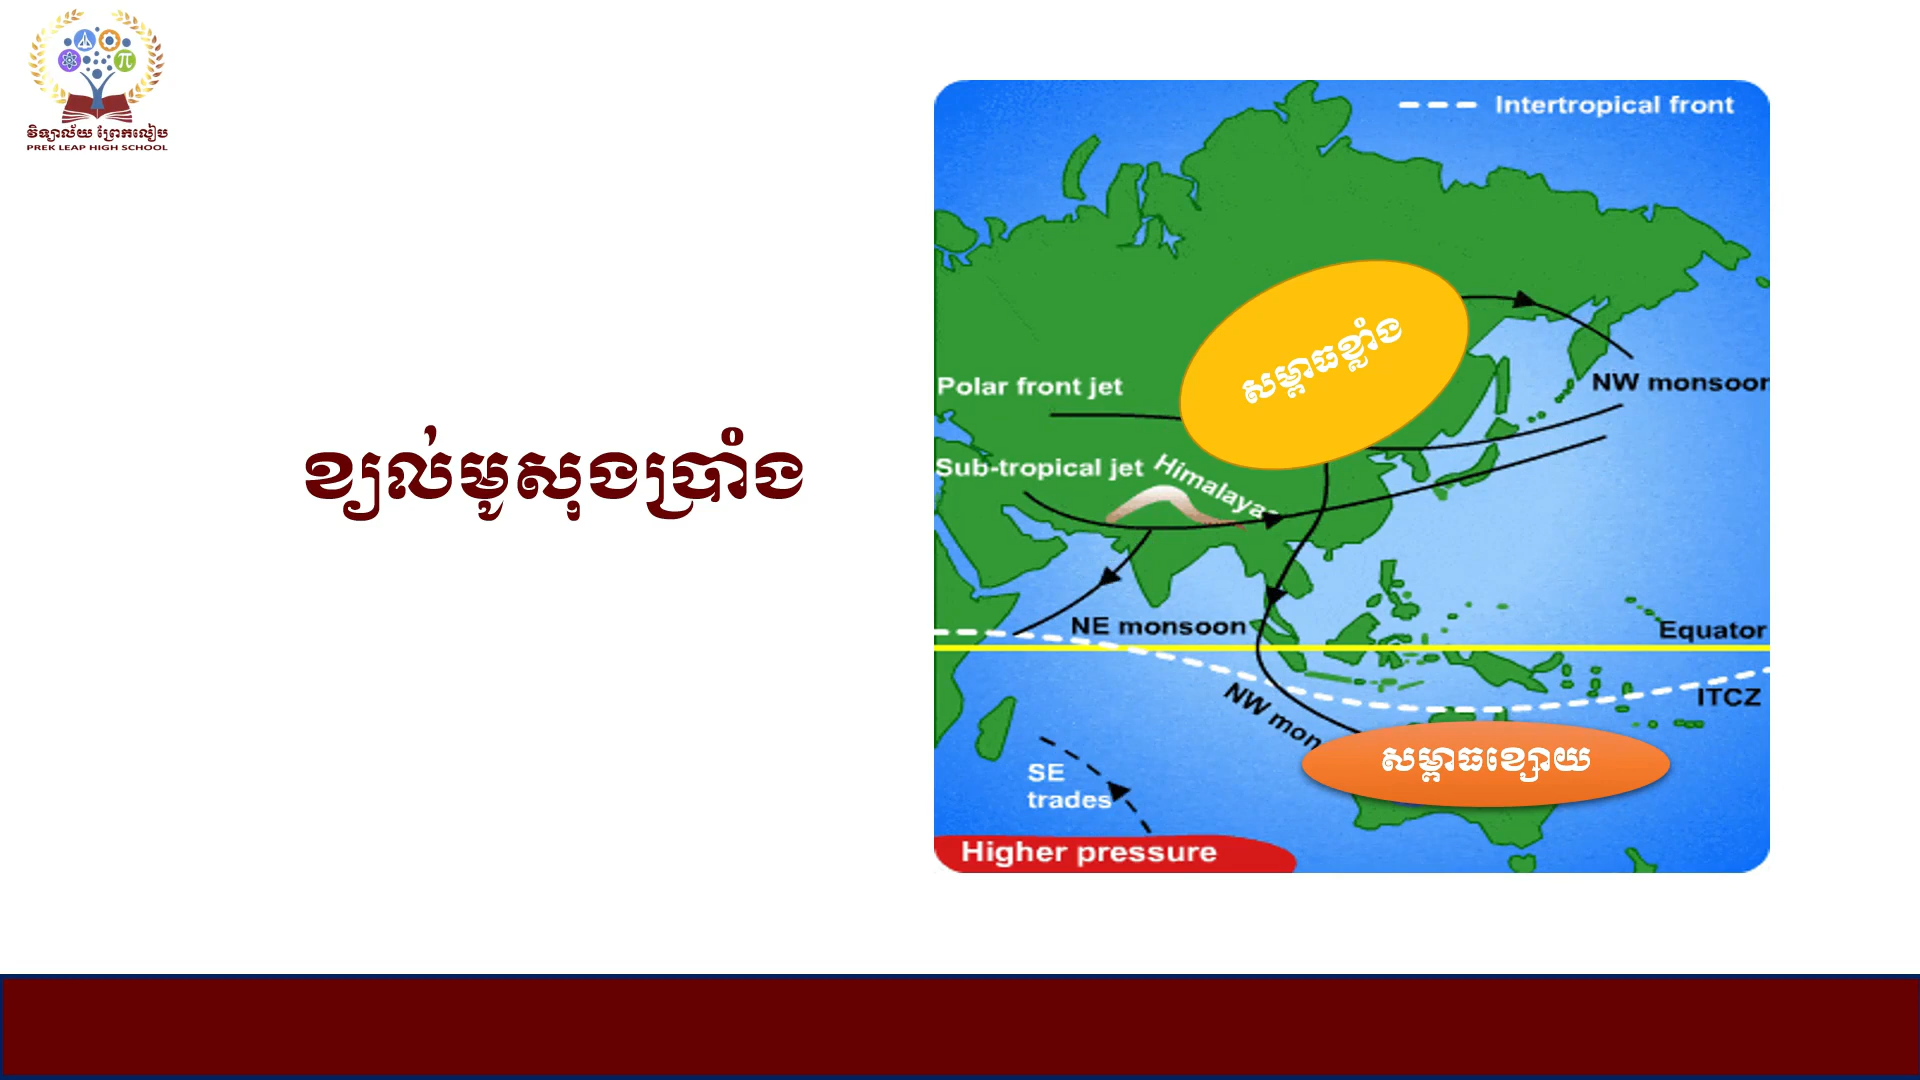 វិទ្យាល័យ ព្រែកលៀប
PREK LEAP HIGH SCHOOL
ខ្យល់មូសុងប្រាំង
Intertropical front
សម្ពាធខ្លាំង
NW monsoon
Polar front jet
Sub-tropical jet
Himalayas
NE monsoon
Equator
ITCZ
NW mon
សម្ពាធខ្សោយ
SE
trades
Higher pressure